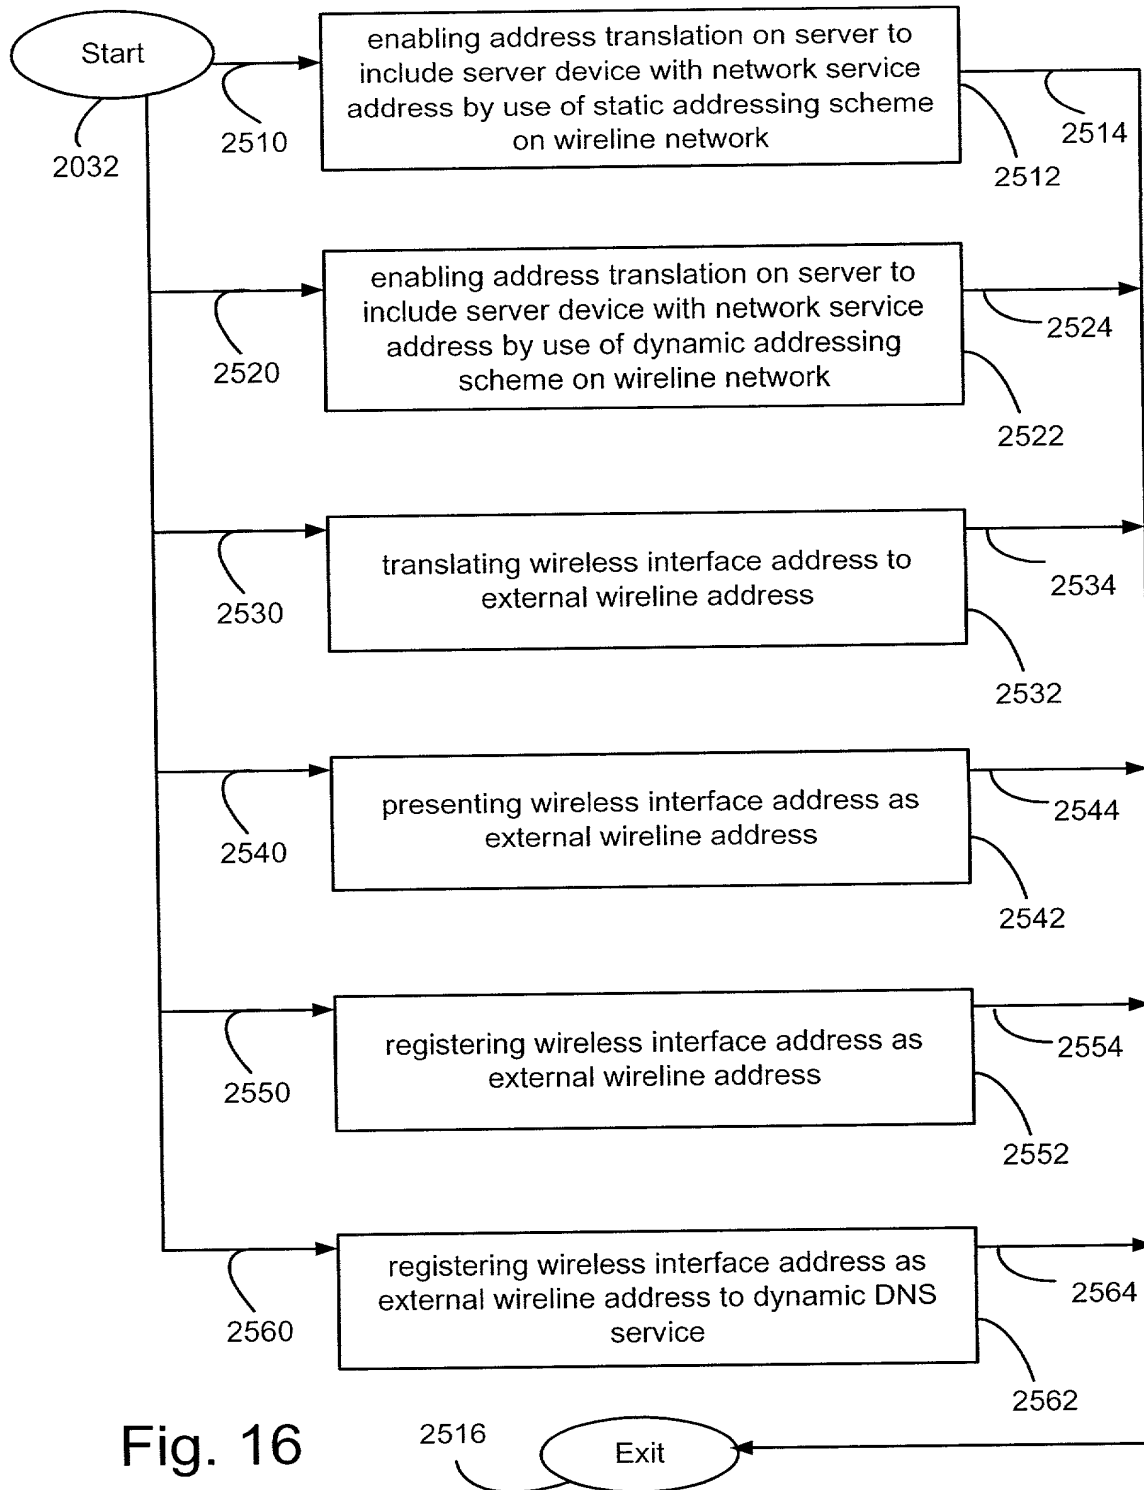 Start
2032
2510
enabling address translation on server to
include server device with network service
address by use of static addressing scheme
on wireline network
2514
2512
2520
enabling address translation on server to
include server device with network service
address by use of dynamic addressing
scheme on wireline network
2524
2522
2530
translating wireless interface address to
external wireline address
2534
2532
2540
presenting wireless interface address as
external wireline address
2544
2542
2550
registering wireless interface address as
external wireline address
2554
2552
2560
registering wireless interface address as
external wireline address to dynamic DNS
service
2564
2562
Fig. 16
2516
Exit